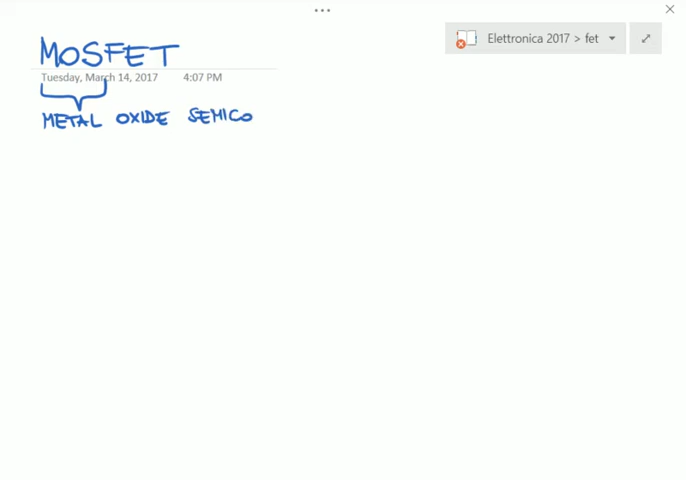 Elettronica 2017 > fet
MOSFET
Tuesday, March 14, 2017 4:07 PM
METAL OXIDE SEMICO